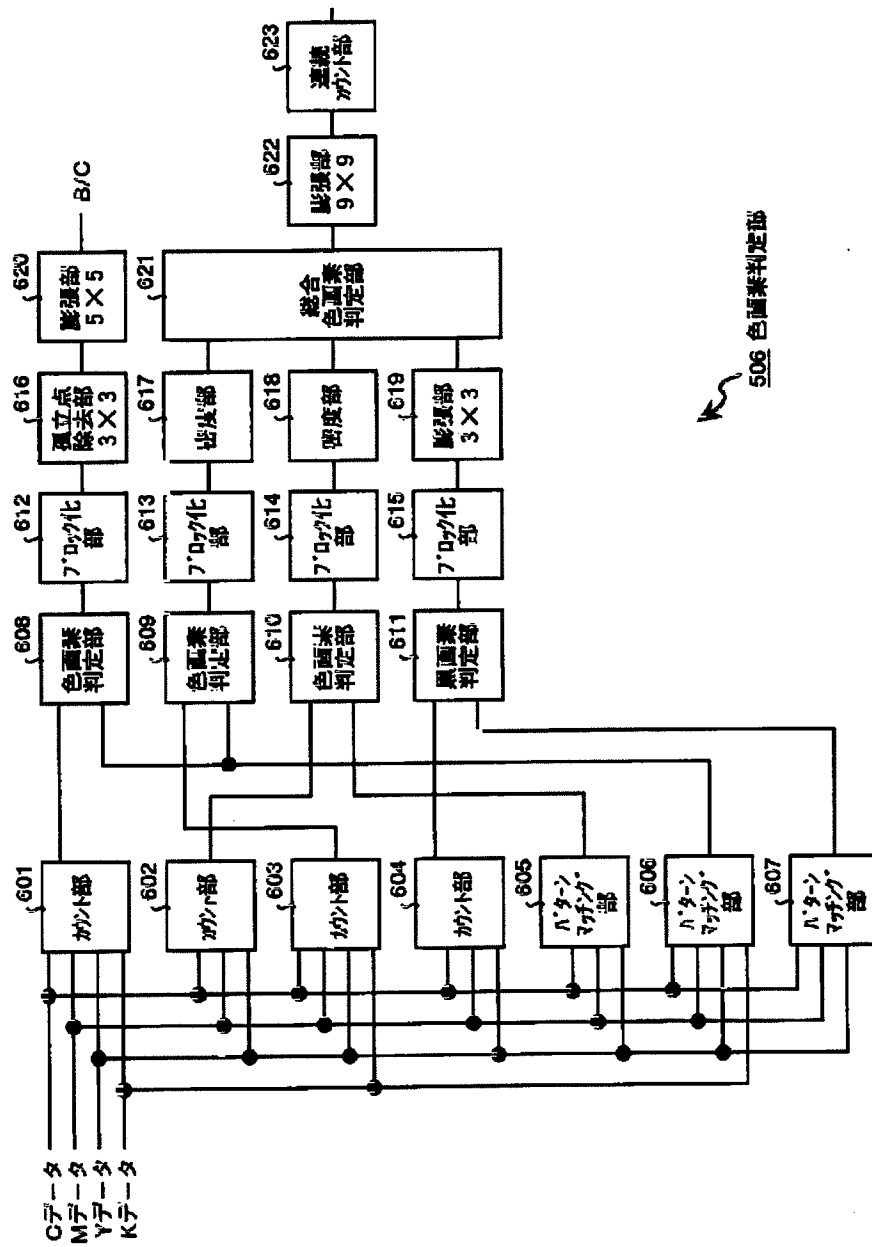 Cデータ
Mデータ
Yデータ
Kデータ
601
カウント部
602
カウント部
603
カウント部
604
カウント部
605
パターン
マッチング
部
606
パターン
マッチング
部
607
パターン
マッチング
部
608
色画素
判定部
609
色画素
判定部
610
色画素
判定部
611
黒画素
判定部
612
ブロック化
部
613
ブロック化
部
614
ブロック化
部
615
ブロック化
部
616
孤立点
除去部
3×3
617
密度部
618
密度部
619
膨張部
3×3
620
膨張部
5×5
B/C
621
総合
色画素
判定部
622
膨張部
9×9
623
連続
カウント部
506 色画素判定部